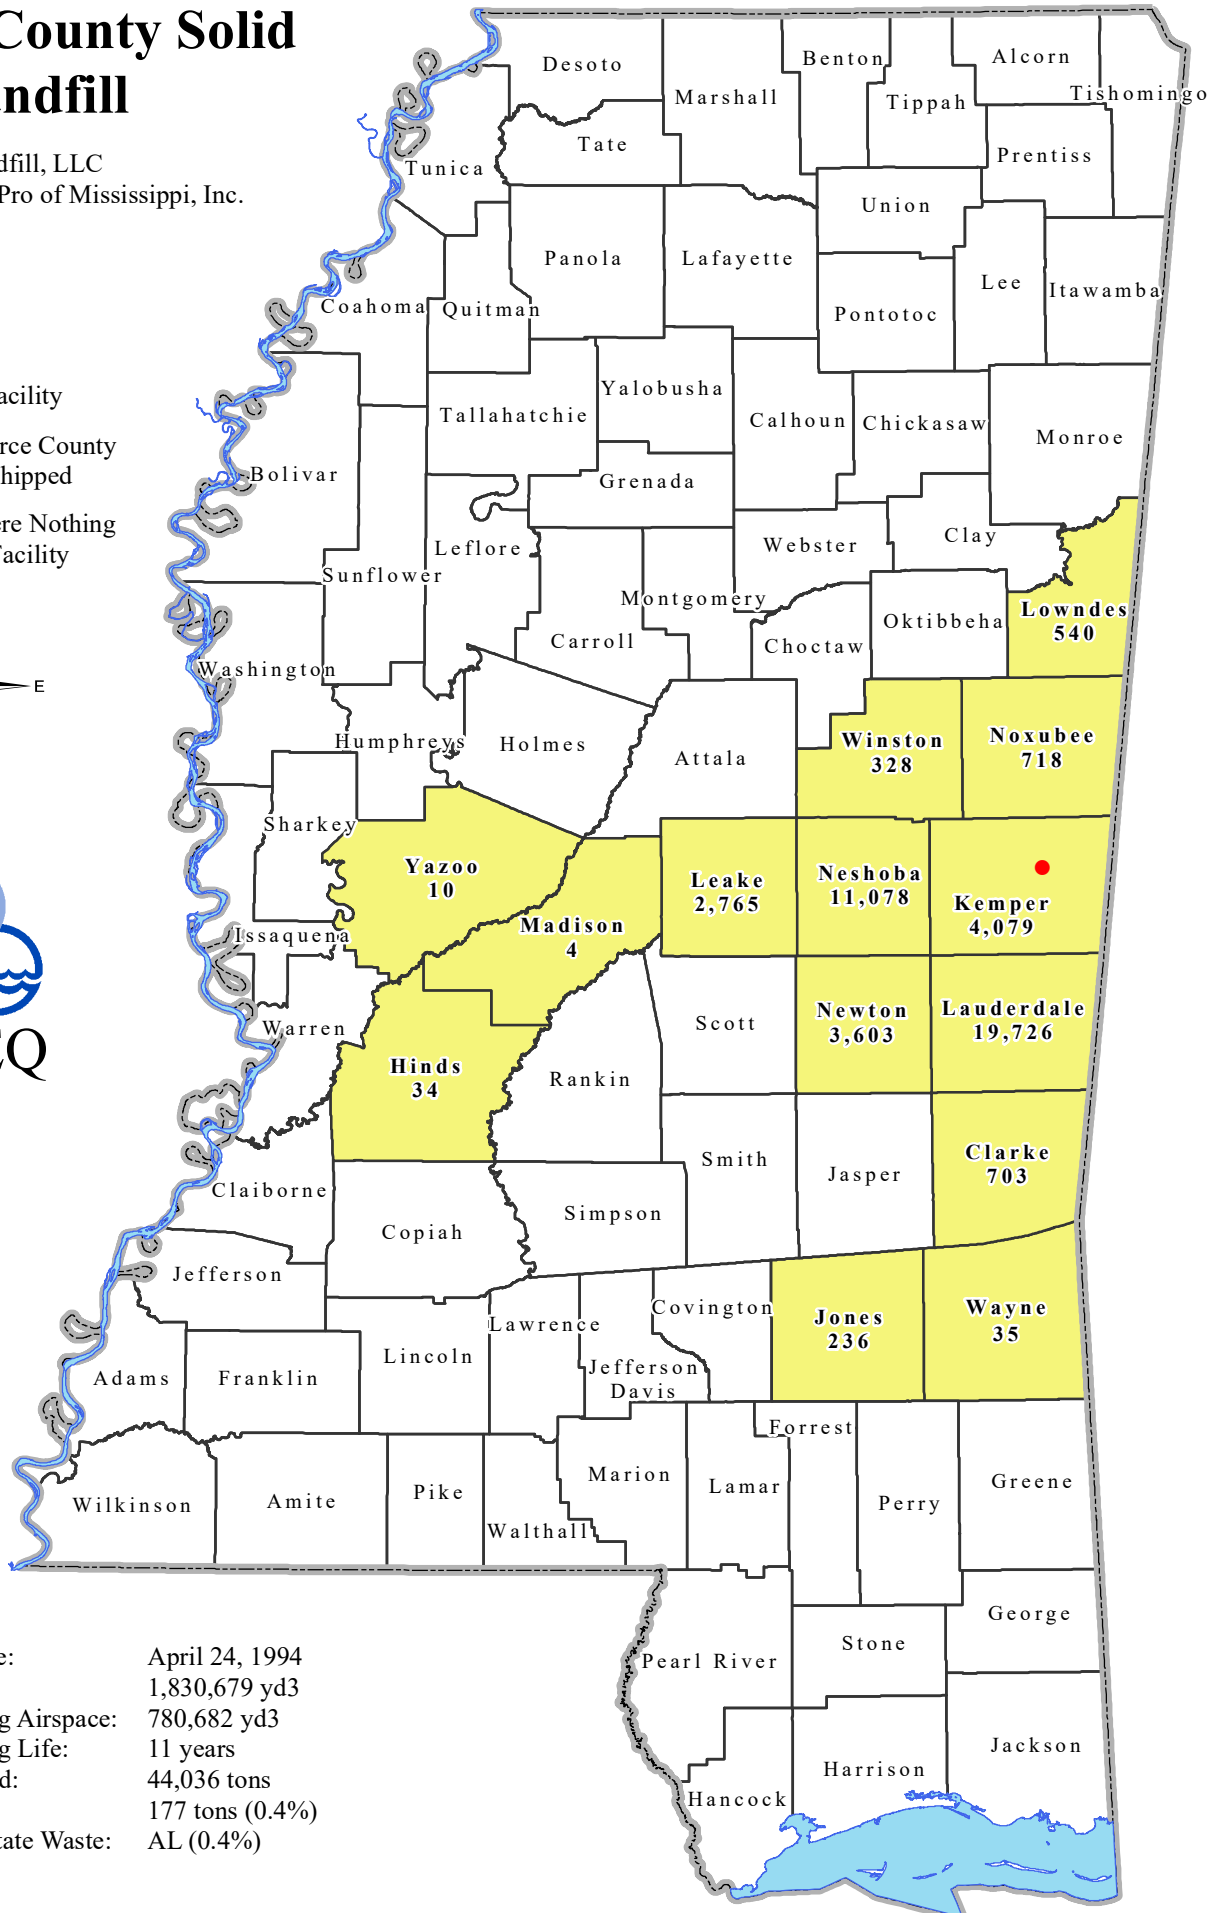 County Solid
ndfill
dfill, LLC
Pro of Mississippi, Inc.
acility
rce County
hipped
ere Nothing
Facility
E
CQ
Desoto
Marshall
Benton
Tippah
Alcorn
Tishomingo
Tate
Tunica
Prentiss
Union
Panola
Lafayette
Lee
Itawamba
Coahoma
Quitman
Pontotoc
Yalobusha
Tallahatchie
Calhoun
Chickasaw
Monroe
Bolivar
Grenada
Leflore
Webster
Clay
Sunflower
Montgomery
Lowndes
540
Oktibbeha
Carroll
Choctaw
Washington
Humphreys
Holmes
Attala
Winston
328
Noxubee
718
Sharkey
Yazoo
10
Leake
2,765
Neshoba
11,078
Kemper
4,079
Madison
4
Issaquena
Warren
Scott
Newton
3,603
Lauderdale
19,726
Hinds
34
Rankin
Smith
Jasper
Clarke
703
Claiborne
Copiah
Simpson
Jefferson
Lawrence
Covington
Jones
236
Wayne
35
Adams
Franklin
Lincoln
Jefferson
Davis
Forrest
Wilkinson
Amite
Pike
Walthall
Marion
Lamar
Perry
Greene
George
Stone
Pearl River
Jackson
Harrison
Hancock
e: April 24, 1994
1,830,679 yd3
g Airspace: 780,682 yd3
g Life: 11 years
d: 44,036 tons
177 tons (0.4%)
tate Waste: AL (0.4%)